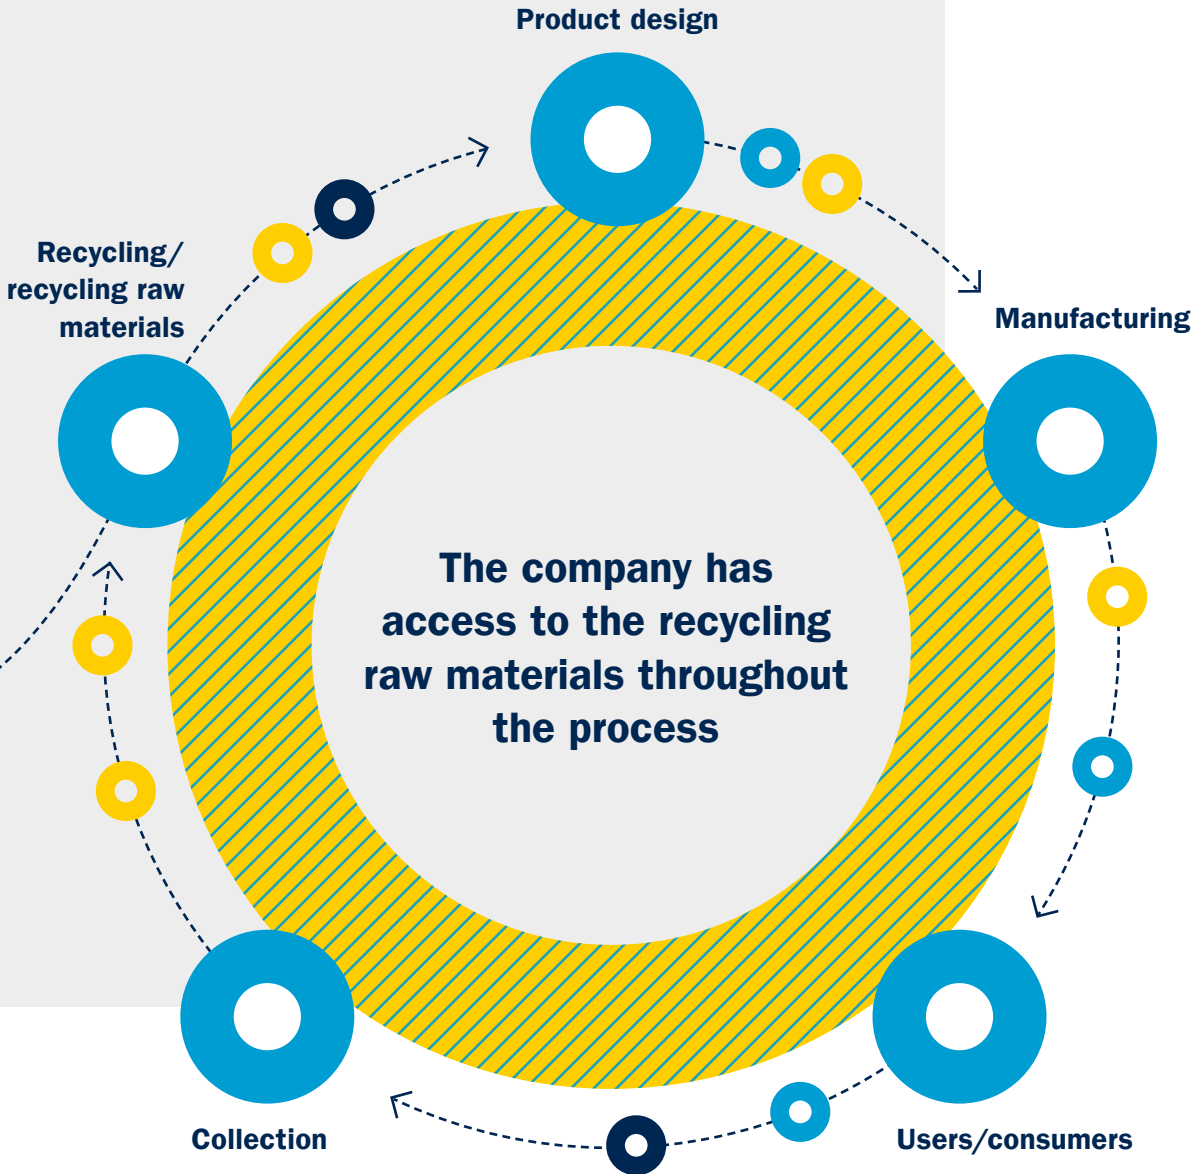 Product design
Recycling/
recycling raw
materials
Manufacturing
The company has
access to the recycling
raw materials throughout
the process
Collection
Users/consumers